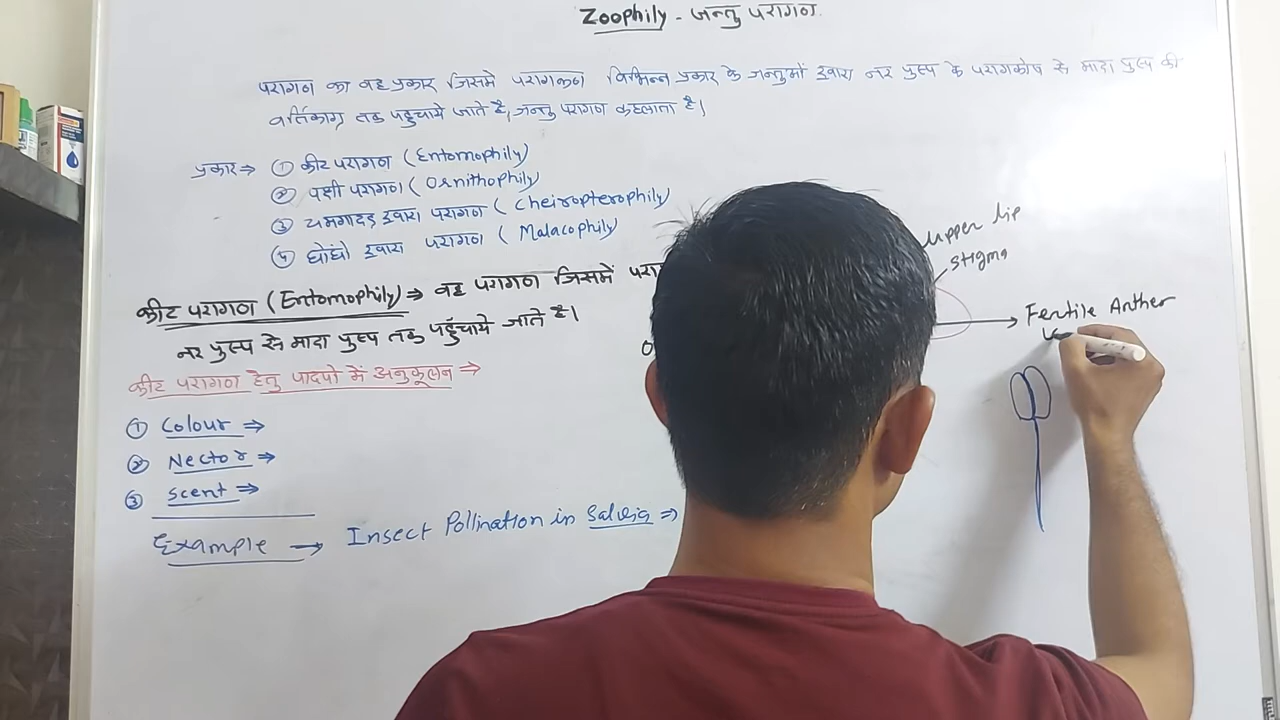 Zoophily - जन्तु परागण
परागण का वह प्रकार जिसमे परागकण विभिन्न प्रकार के जन्तुओं द्वारा नर पुष्प के परागकोष से मादा पुष्प की
वर्तिकाग्र तक पहुचाये जाते है, जन्तु परागण कहलाता है।
प्रकार⇒ ① कीट परागण (Entomophily)
② पक्षी परागण (Ornithophily)
③ चमगादड़ द्वारा परागण (Cheiropterophily)
④ घोंघो द्वारा परागण (Malacophily)
कीट परागण (Entomophily)⇒ वह परागण जिसमें
नर पुष्प से मादा पुष्प तक पहुँचाये जाते है।
कीट परागण हेतु पादपो मे अनुकूलन ⇒
① Colour ⇒
② Nector ⇒
③ Scent ⇒
Example → Insect Pollination in Salvia ⇒
Upper lip
Stigma
Fertile Anther